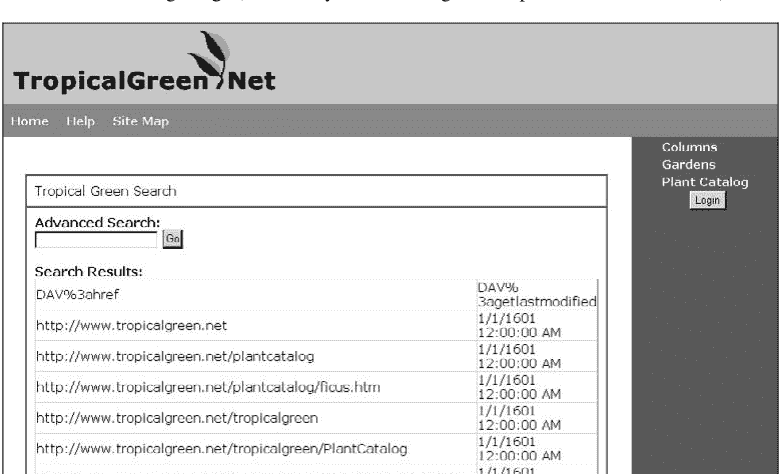 TropicalGreen Net
Home Help Site Map
Columns
Gardens
Plant Catalog
Login
Tropical Green Search
Advanced Search:
Go
Search Results:
DAV%3ahref
DAV%
3agetlastmodified
http://www.tropicalgreen.net
1/1/1601
12:00:00 AM
http://www.tropicalgreen.net/plantcatalog
1/1/1601
12:00:00 AM
http://www.tropicalgreen.net/plantcatalog/ficus.htm
1/1/1601
12:00:00 AM
http://www.tropicalgreen.net/tropicalgreen
1/1/1601
12:00:00 AM
http://www.tropicalgreen.net/tropicalgreen/PlantCatalog
1/1/1601
12:00:00 AM
1/1/1601